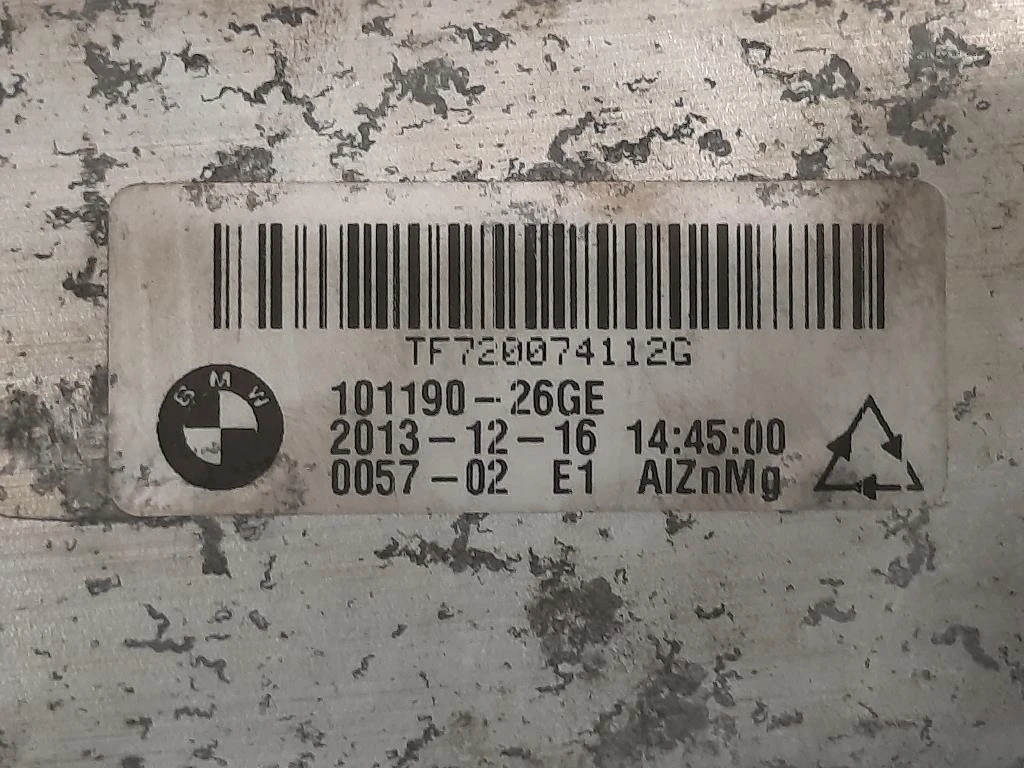 TF720074112G
BMW
101190-26GE
2013-12-16 14:45:00
0057-02 E1 AlZnMg